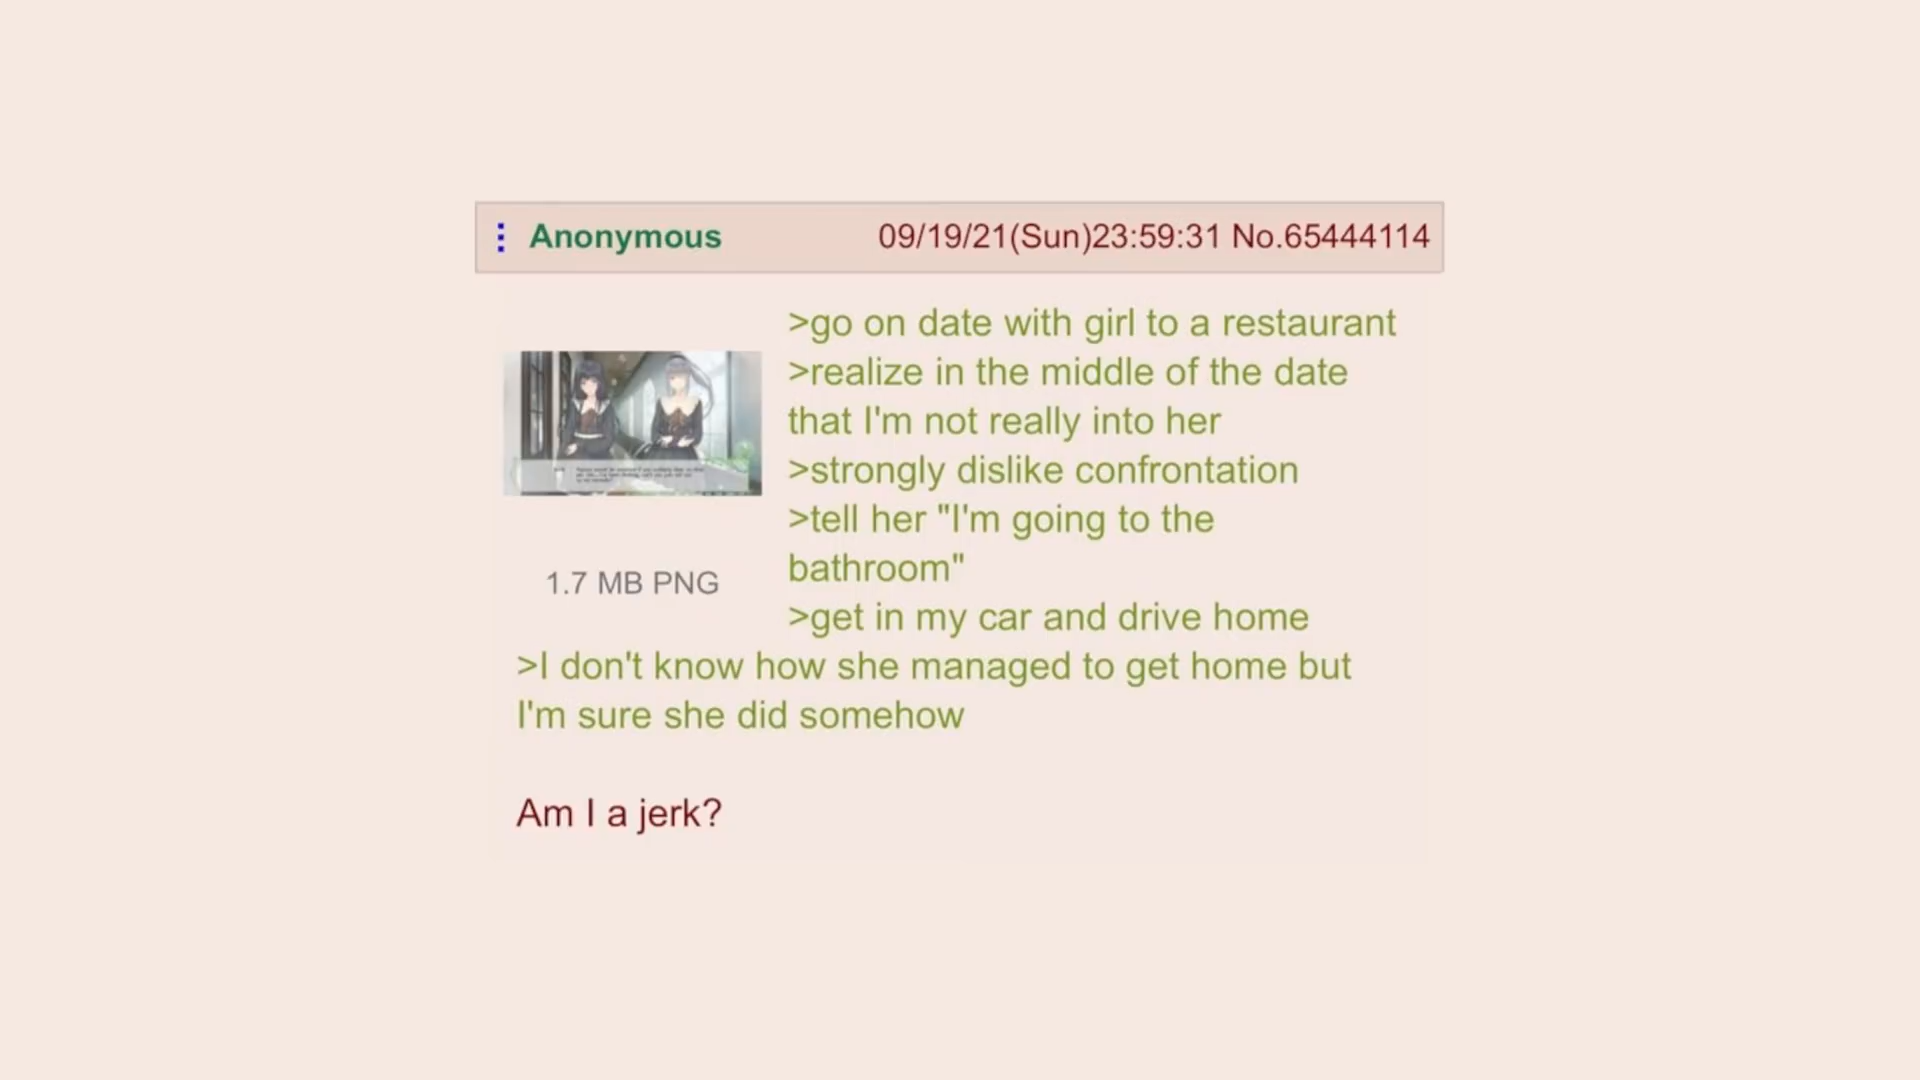 Anonymous 09/19/21(Sun)23:59:31 No.65444114
>go on date with girl to a restaurant
>realize in the middle of the date
that I'm not really into her
>strongly dislike confrontation
>tell her "I'm going to the
bathroom"
1.7 MB PNG
>get in my car and drive home
>I don't know how she managed to get home but
I'm sure she did somehow
Am I a jerk?